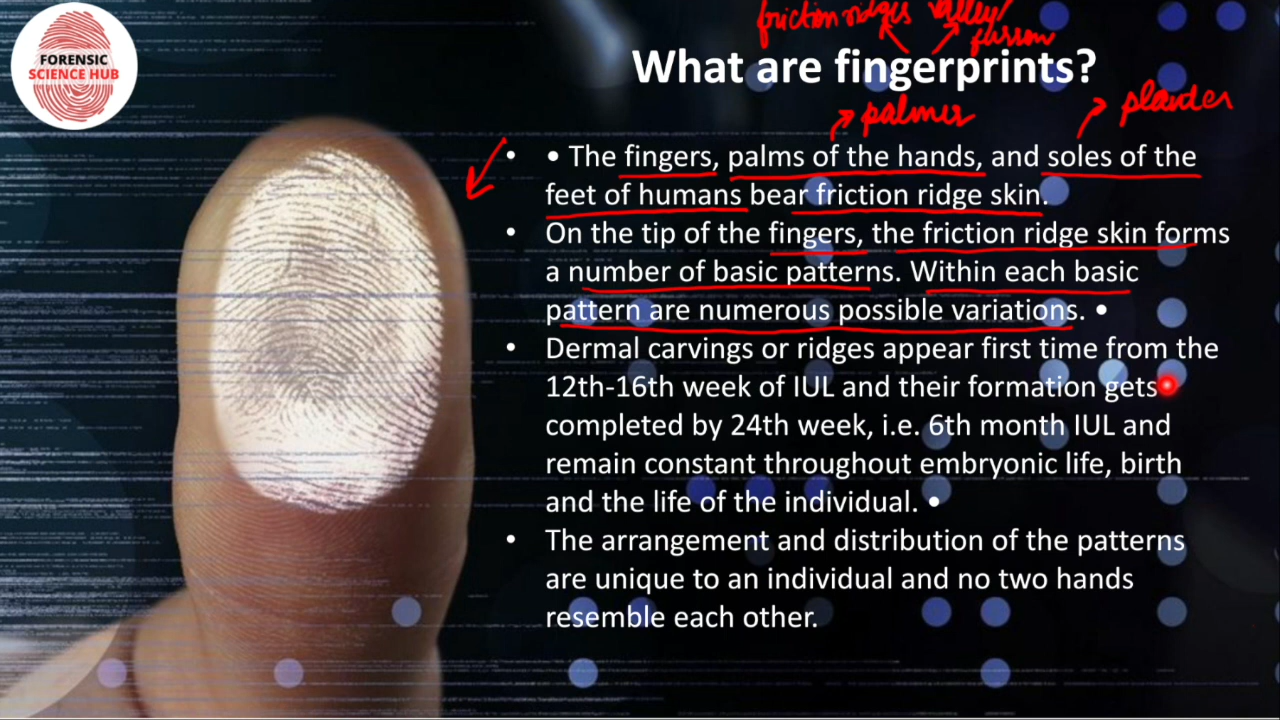 friction ridges valley/
furrow
FORENSIC
SCIENCE HUB
What are fingerprints?
palmer
planter
• • The fingers, palms of the hands, and soles of the
feet of humans bear friction ridge skin.
• On the tip of the fingers, the friction ridge skin forms
a number of basic patterns. Within each basic
pattern are numerous possible variations. •
• Dermal carvings or ridges appear first time from the
12th-16th week of IUL and their formation gets
completed by 24th week, i.e. 6th month IUL and
remain constant throughout embryonic life, birth
and the life of the individual. •
• The arrangement and distribution of the patterns
are unique to an individual and no two hands
resemble each other.